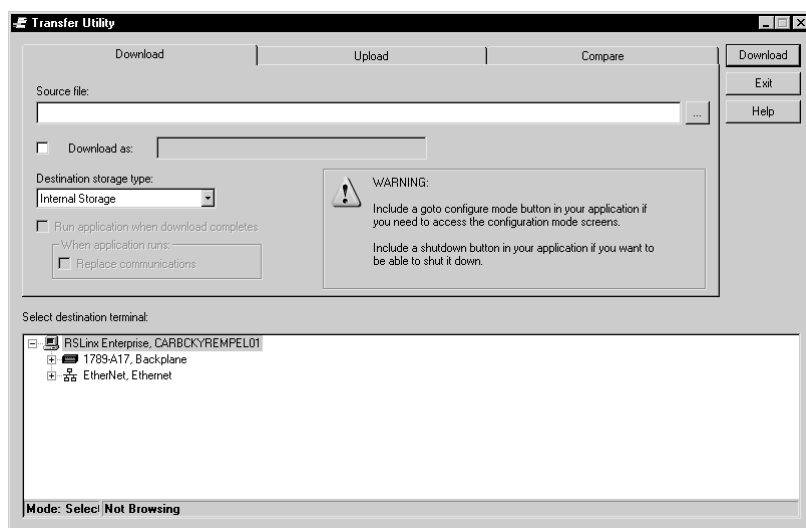 Transfer Utility
Download
Upload
Compare
Download
Exit
Help
Source file:
...
Download as:
Destination storage type:
Internal Storage
Run application when download completes
When application runs:
Replace communications
WARNING:
Include a goto configure mode button in your application if
you need to access the configuration mode screens.
Include a shutdown button in your application if you want to
be able to shut it down.
Select destination terminal:
RSLinx Enterprise, CARBCKYREMPEL01
1789-A17, Backplane
EtherNet, Ethernet
Mode: Selec Not Browsing